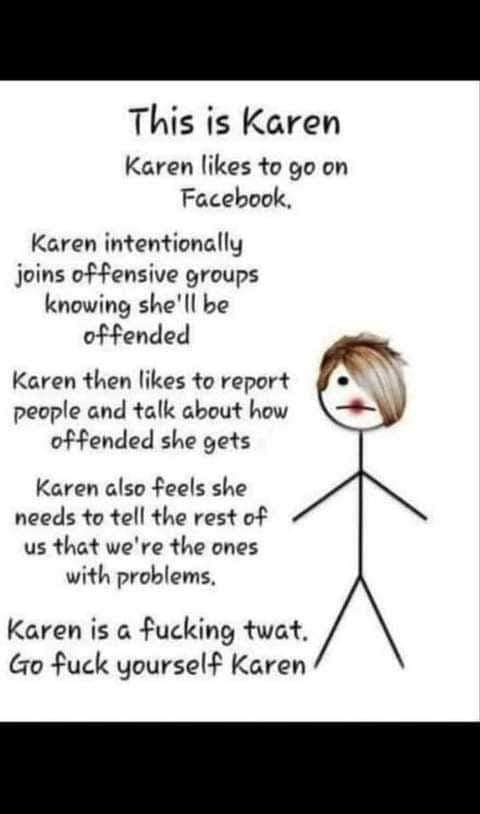 This is Karen
Karen likes to go on
Facebook.
Karen intentionally
joins offensive groups
knowing she'll be
offended
Karen then likes to report
people and talk about how
offended she gets
Karen also feels she
needs to tell the rest of
us that we're the ones
with problems.
Karen is a fucking twat.
Go fuck yourself Karen